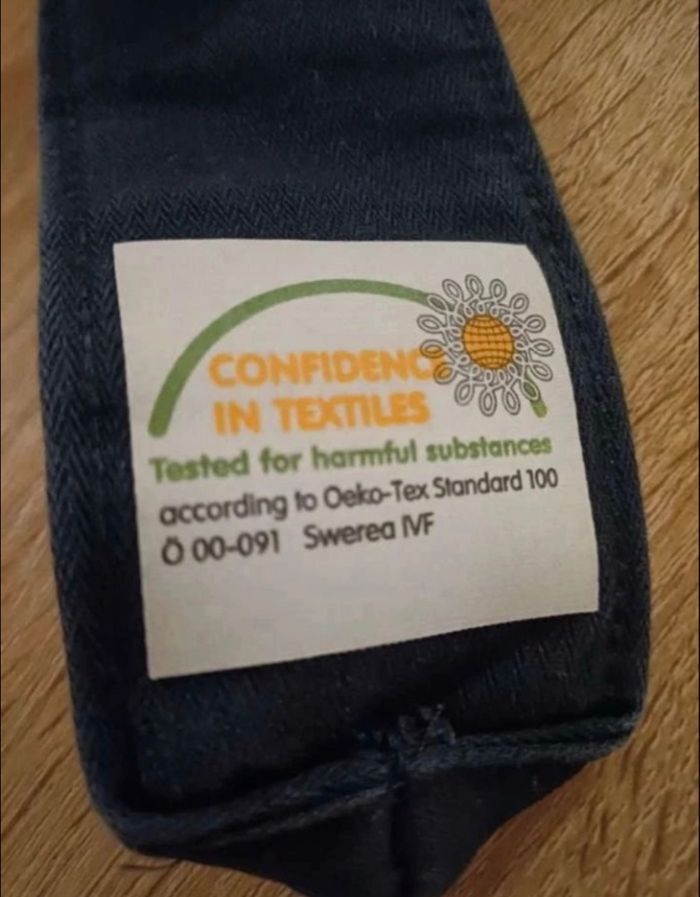 CONFIDENCE
IN TEXTILES
Tested for harmful substances
according to Oeko-Tex Standard 100
Ö 00-091 Swerea IVF